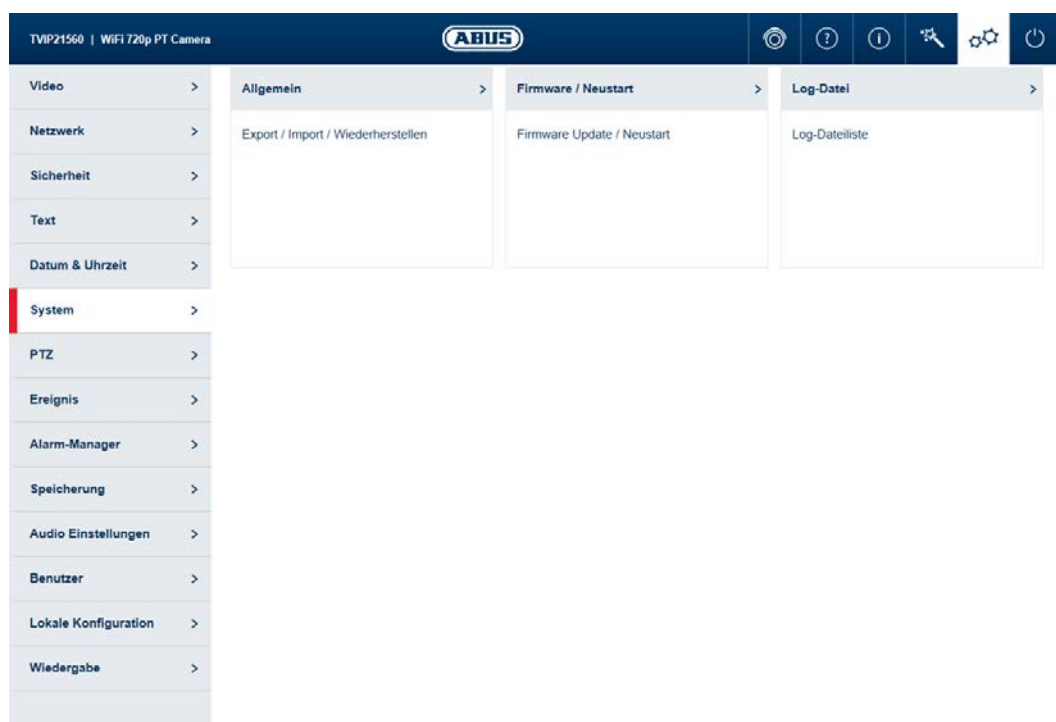 TVIP21560 | WiFi 720p PT Camera
ABUS
Video >
Netzwerk >
Sicherheit >
Text >
Datum & Uhrzeit >
System >
PTZ >
Ereignis >
Alarm-Manager >
Speicherung >
Audio Einstellungen >
Benutzer >
Lokale Konfiguration >
Wiedergabe >
Allgemein >
Export / Import / Wiederherstellen
Firmware / Neustart >
Firmware Update / Neustart
Log-Datei >
Log-Dateiliste